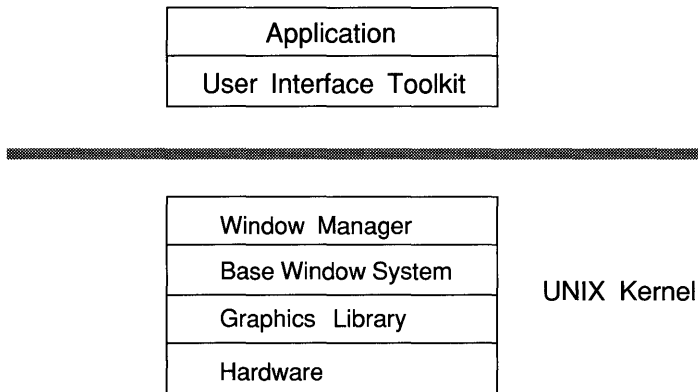 Application
User Interface Toolkit
Window Manager
Base Window System
UNIX Kernel
Graphics Library
Hardware